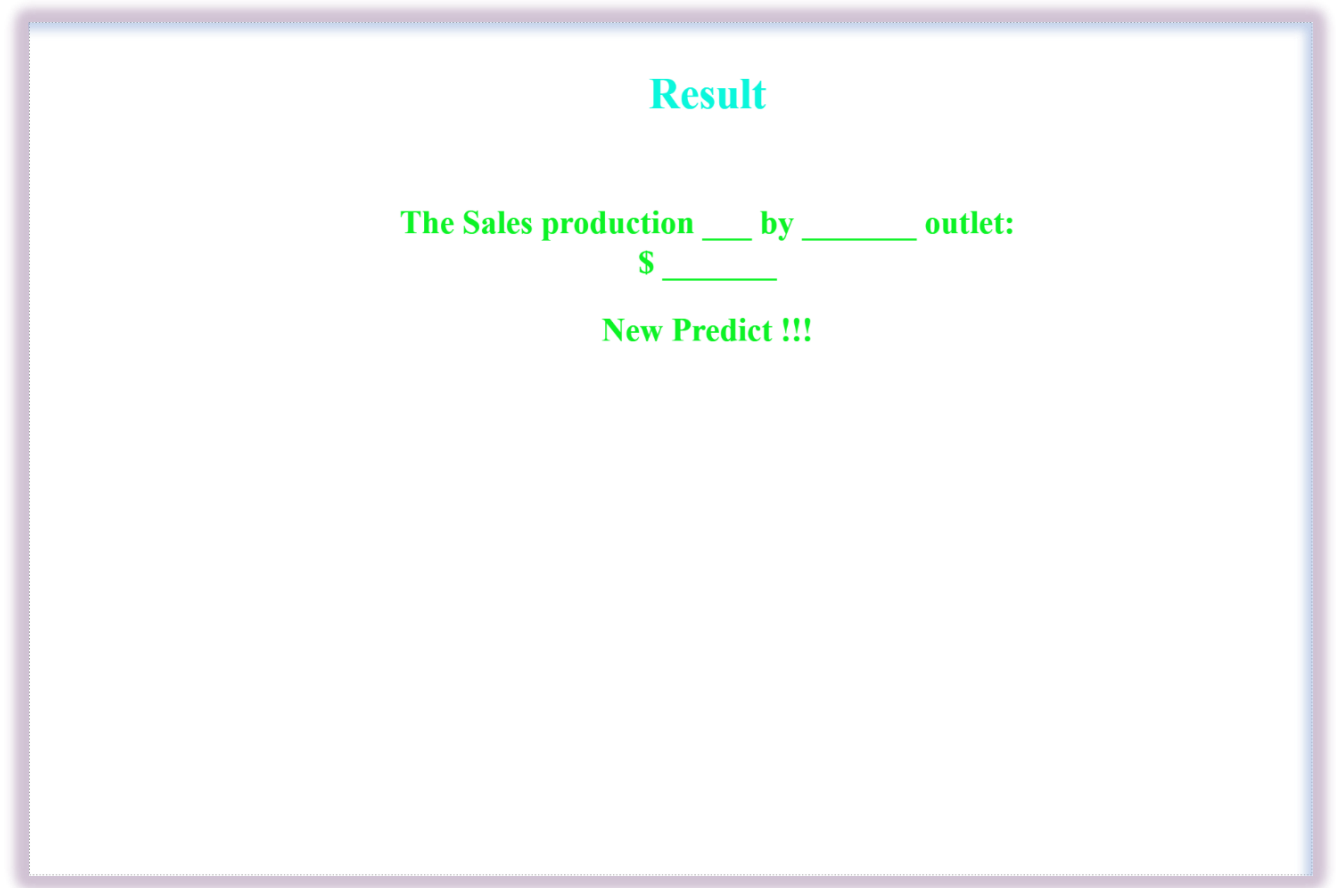 Result
The Sales production ___ by _______ outlet:
$ _______
New Predict !!!